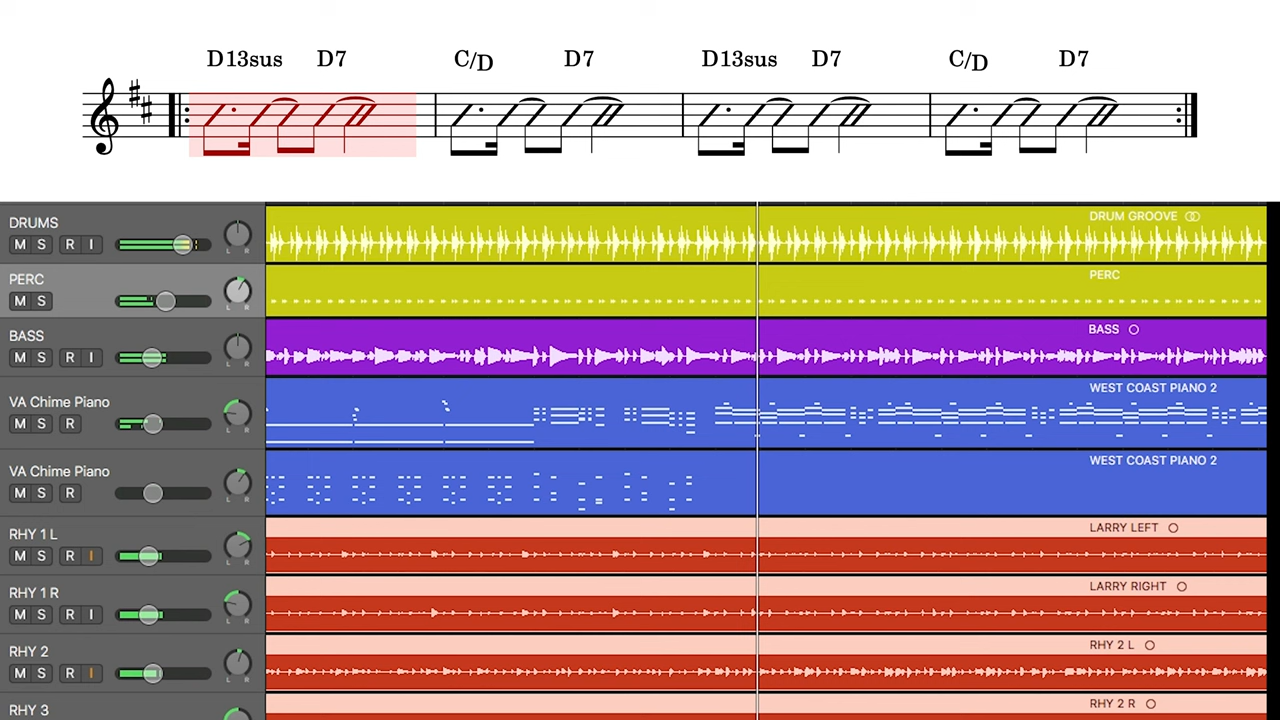 D13sus D7 C/D D7 D13sus D7 C/D D7
DRUMS
M S R I
L R
DRUM GROOVE
PERC
M S
L R
PERC
BASS
M S R I
L R
BASS
VA Chime Piano
M S R
L R
WEST COAST PIANO 2
VA Chime Piano
M S R
L R
WEST COAST PIANO 2
RHY 1 L
M S R I
L R
LARRY LEFT
RHY 1 R
M S R I
L R
LARRY RIGHT
RHY 2
M S R I
L R
RHY 2 L
RHY 3
RHY 2 R